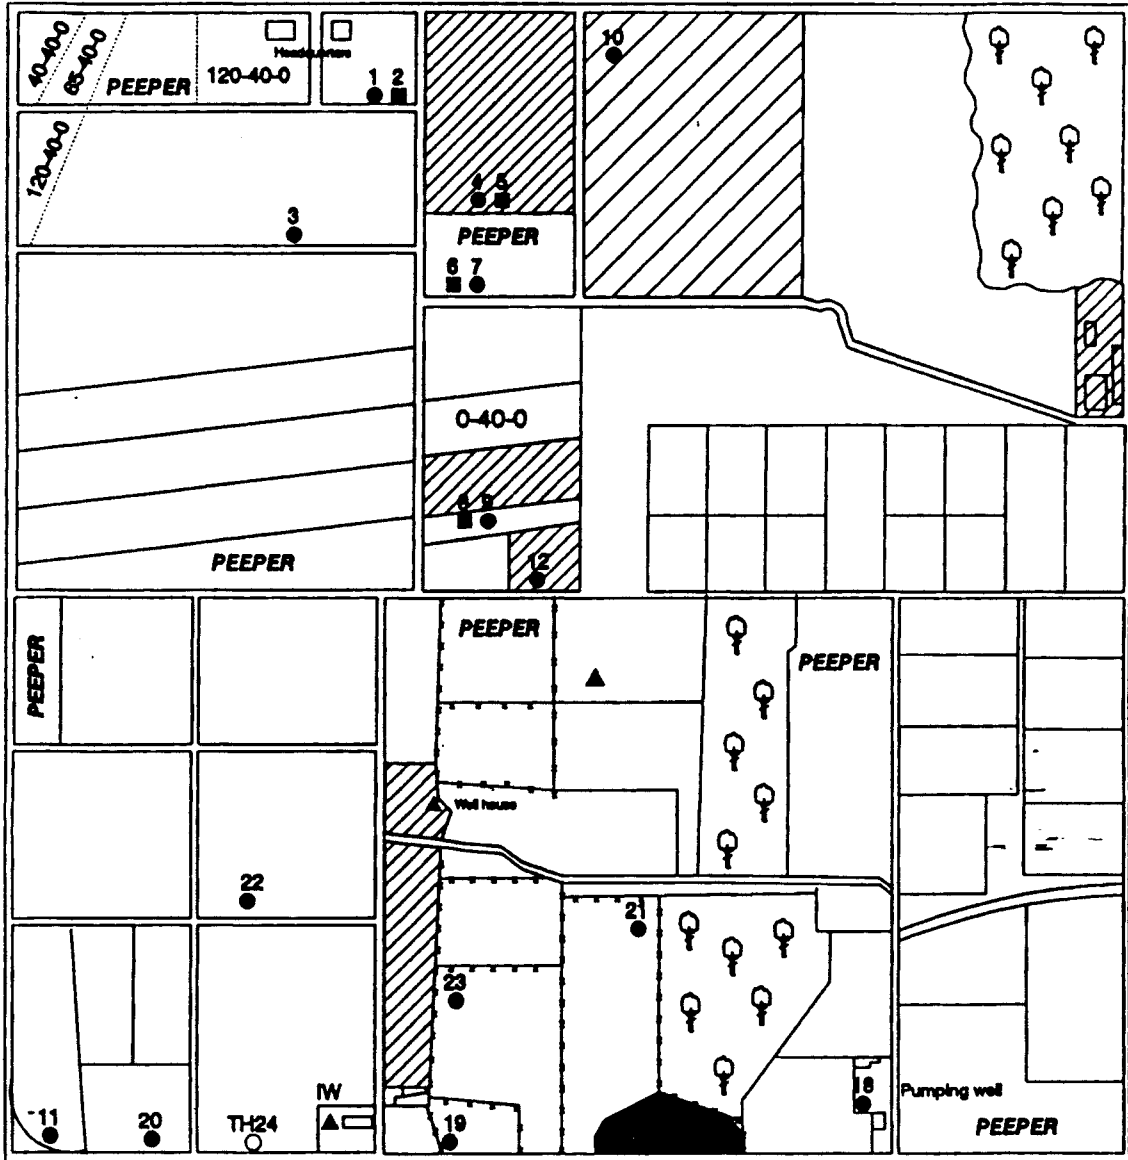 40-40-0
85-40-0
PEEPER
120-40-0
Headquarters
1 2
10
120-40-0
3
4 5
PEEPER
6 7
0-40-0
8 9
PEEPER
12
PEEPER
PEEPER
PEEPER
Well house
22
21
23
11
20
TH24
IW
19
18
Pumping well
PEEPER